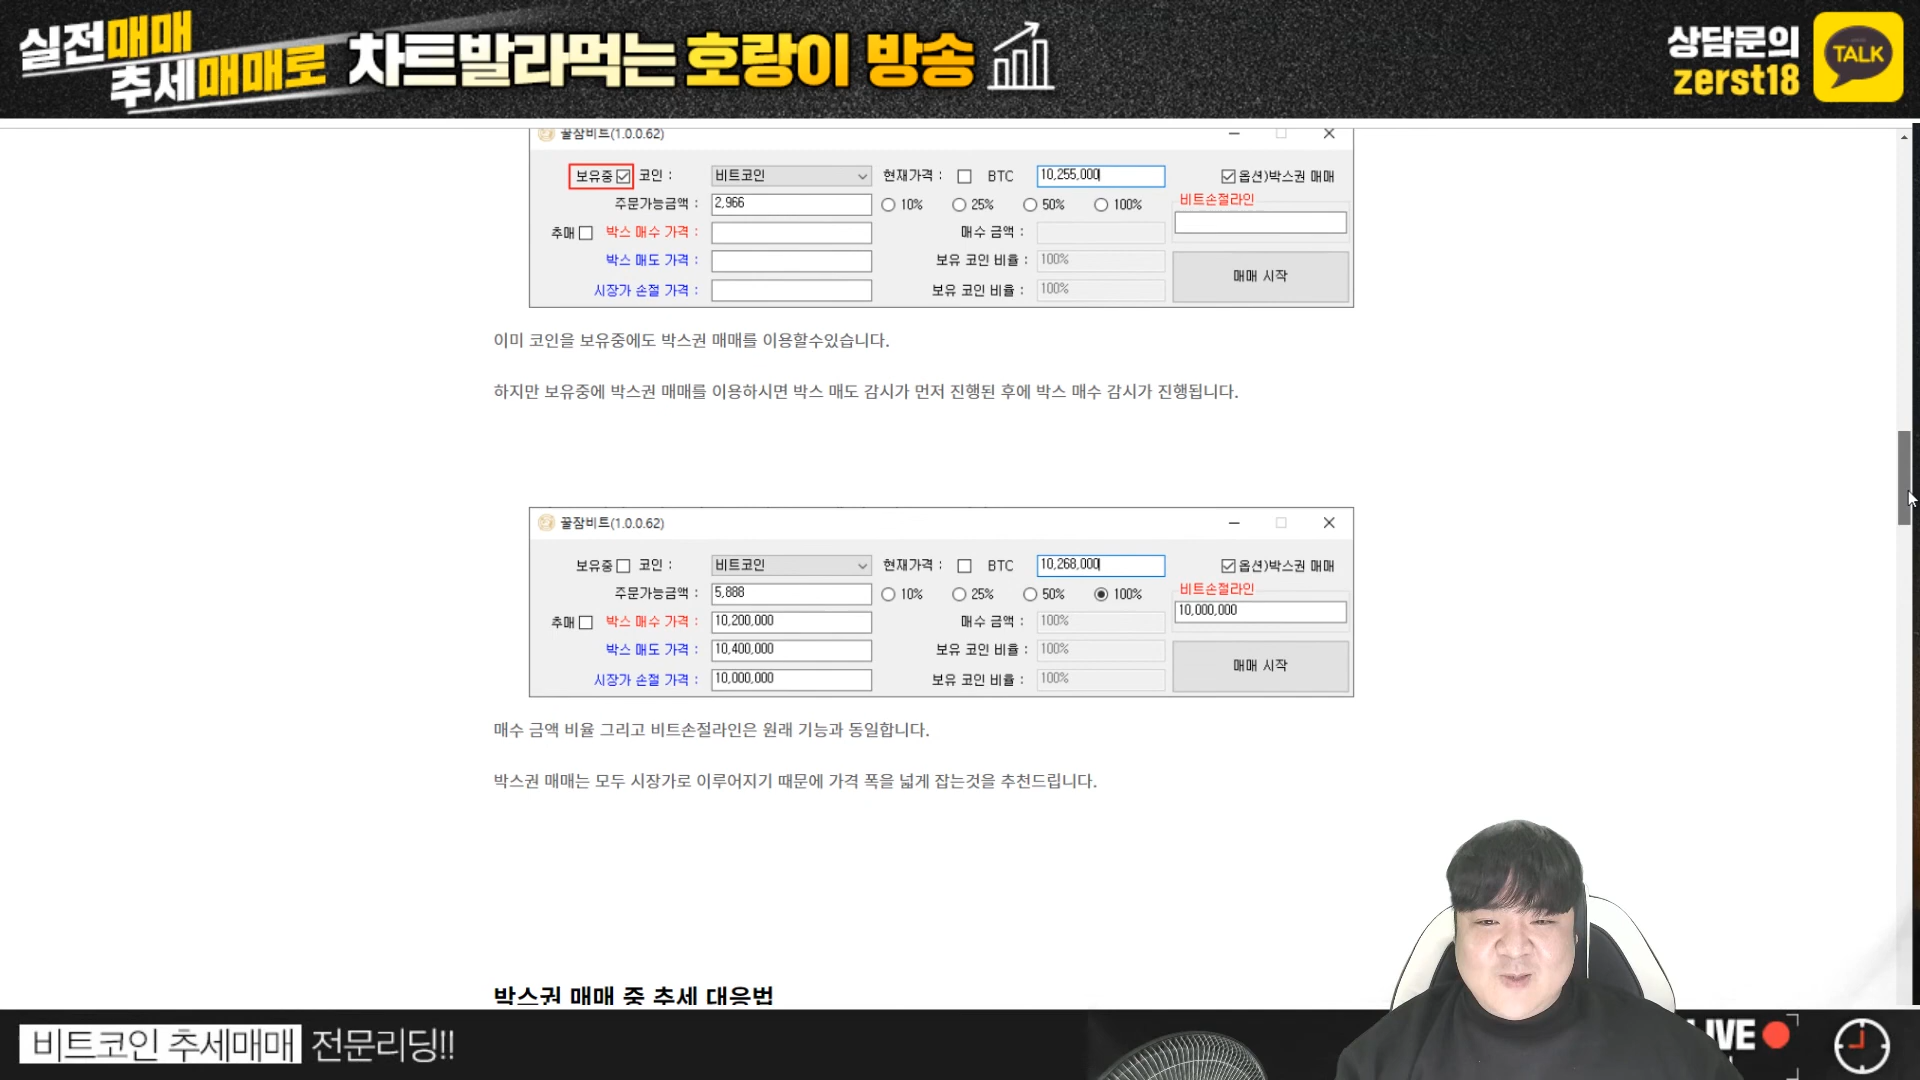 실전매매
추세매매로
차트발라먹는 호랑이 방송
상담문의
zerst18
TALK
꿀잠비트(1.0.0.62)
보유중 코인 : 비트코인 현재가격 : BTC 10,255,000 옵션)박스권 매매
주문가능금액 : 2,966 10% 25% 50% 100% 비트손절라인
추매 박스 매수 가격 : 매수 금액 :
박스 매도 가격 : 보유 코인 비율 : 100% 매매 시작
시장가 손절 가격 : 보유 코인 비율 : 100%
이미 코인을 보유중에도 박스권 매매를 이용할수있습니다.
하지만 보유중에 박스권 매매를 이용하시면 박스 매도 감시가 먼저 진행된 후에 박스 매수 감시가 진행됩니다.
꿀잠비트(1.0.0.62)
보유중 코인 : 비트코인 현재가격 : BTC 10,268,000 옵션)박스권 매매
주문가능금액 : 5,888 10% 25% 50% 100% 비트손절라인
추매 박스 매수 가격 : 10,200,000 매수 금액 : 100% 10,000,000
박스 매도 가격 : 10,400,000 보유 코인 비율 : 100% 매매 시작
시장가 손절 가격 : 10,000,000 보유 코인 비율 : 100%
매수 금액 비율 그리고 비트손절라인은 원래 기능과 동일합니다.
박스권 매매는 모두 시장가로 이루어지기 때문에 가격 폭을 넓게 잡는것을 추천드립니다.
박스권 매매 중 추세 대응법
비트코인 추세매매 전문리딩!!
LIVE